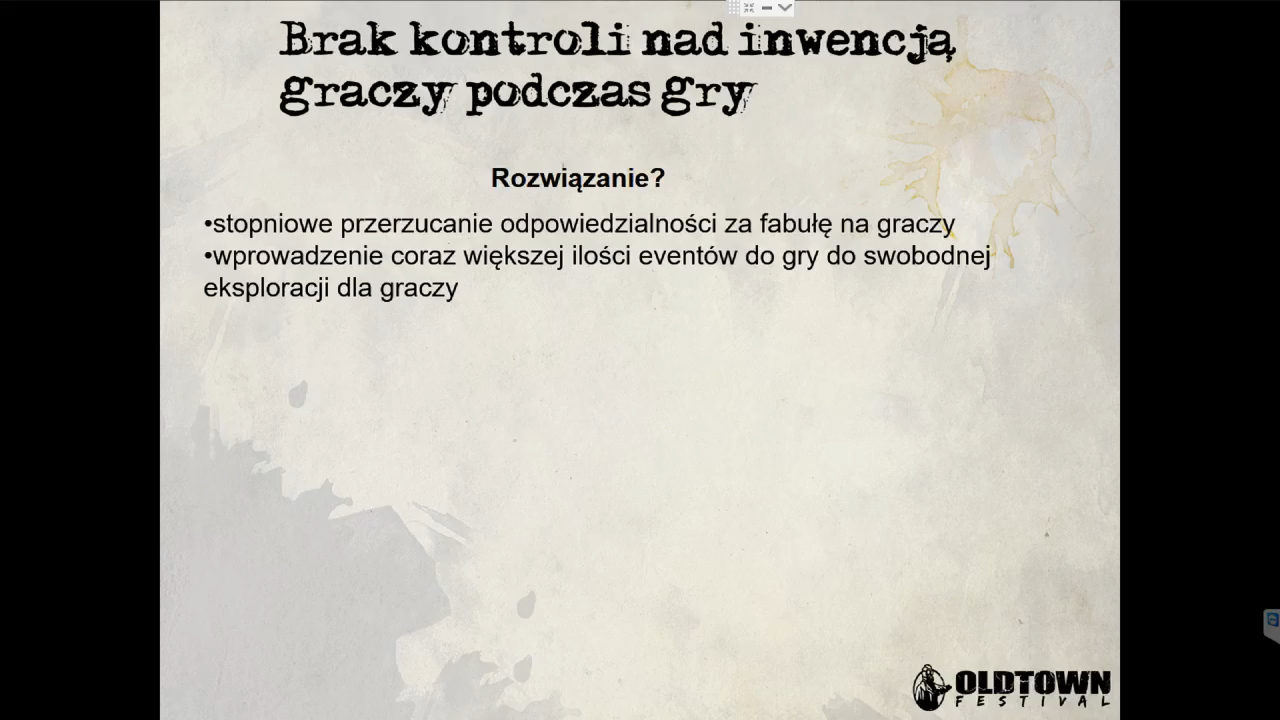 Brak kontroli nad inwencją
graczy podczas gry
Rozwiązanie?
•stopniowe przerzucanie odpowiedzialności za fabułę na graczy
•wprowadzenie coraz większej ilości eventów do gry do swobodnej
eksploracji dla graczy
OLDTOWN
FESTIVAL